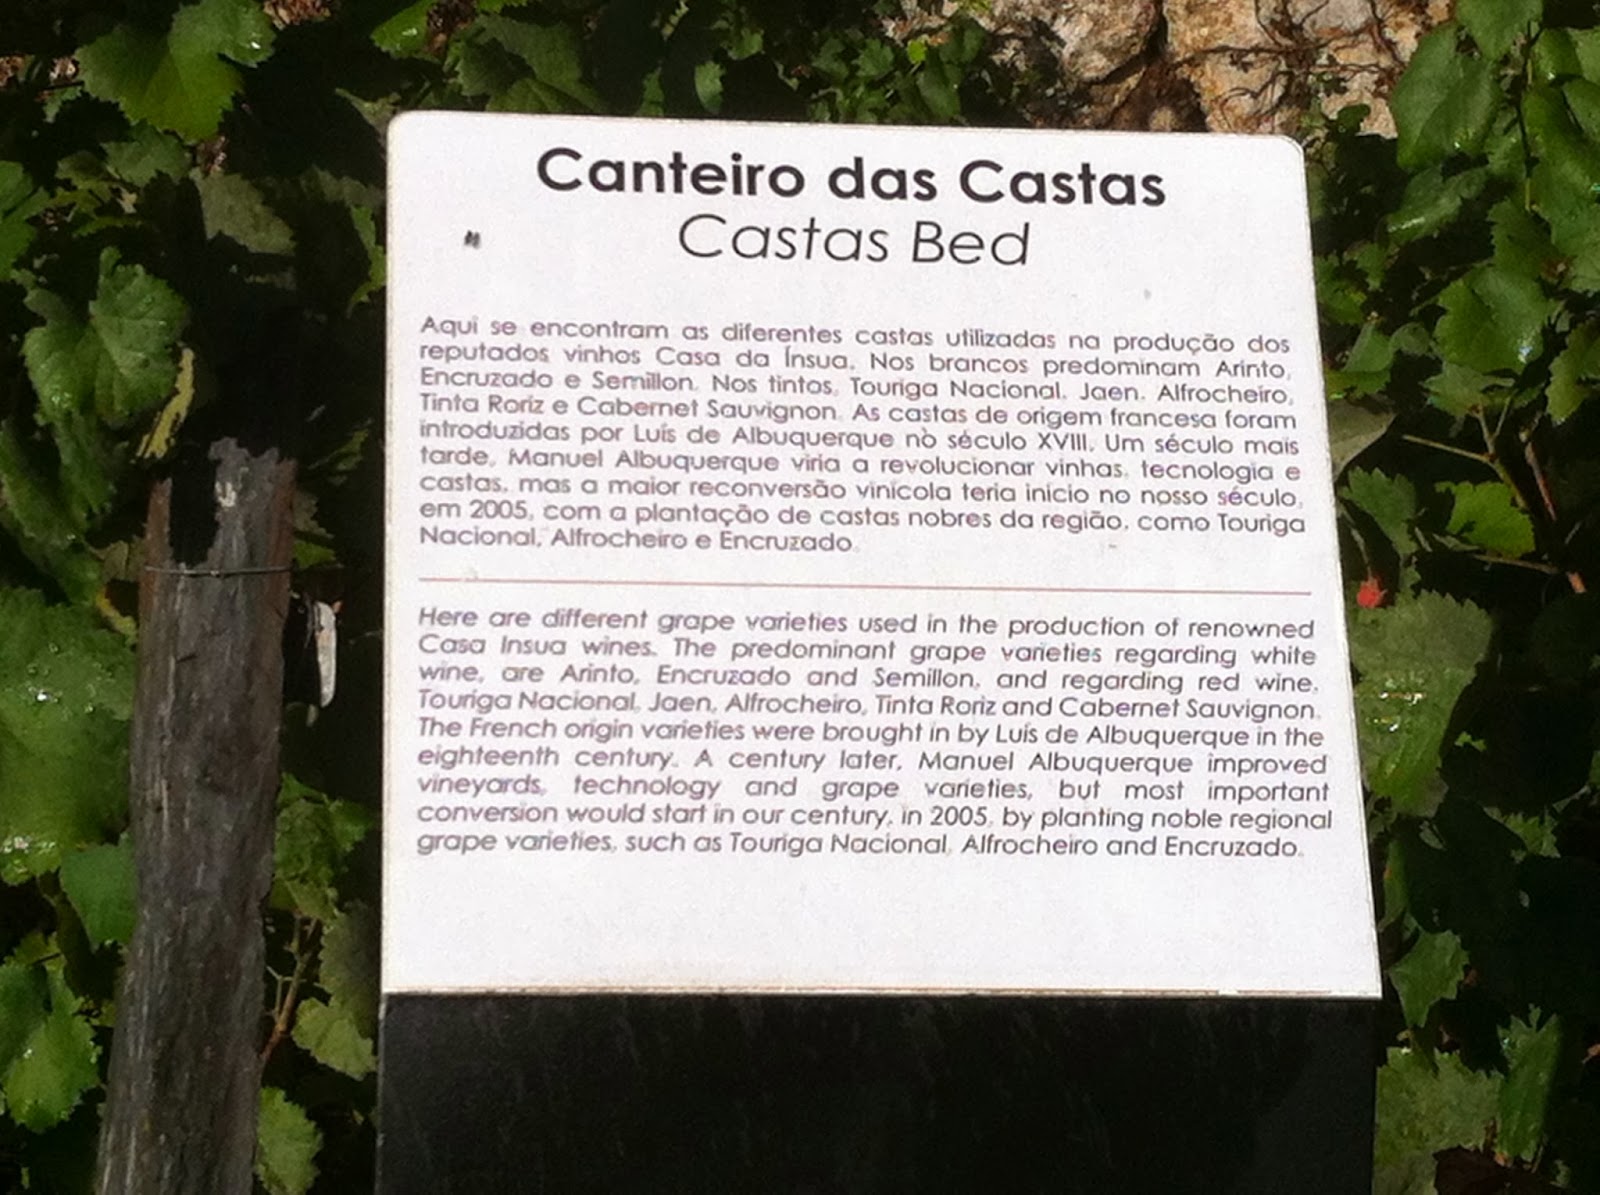 Canteiro das Castas
Castas Bed
Aqui se encontram as diferentes castas utilizadas na produção dos
reputados vinhos Casa da Ínsua. Nos brancos predominam Arinto,
Encruzado e Semillon. Nos tintos, Touriga Nacional, Jaen, Alfrocheiro,
Tinta Roriz e Cabernet Sauvignon. As castas de origem francesa foram
introduzidas por Luís de Albuquerque no século XVIII. Um século mais
tarde, Manuel Albuquerque viria a revolucionar vinhas, tecnologia e
castas, mas a maior reconversão vinícola teria início no nosso século,
em 2005, com a plantação de castas nobres da região, como Touriga
Nacional, Alfrocheiro e Encruzado.
Here are different grape varieties used in the production of renowned
Casa Insua wines. The predominant grape varieties regarding white
wine, are Arinto, Encruzado and Semillon, and regarding red wine,
Touriga Nacional, Jaen, Alfrocheiro, Tinta Roriz and Cabernet Sauvignon.
The French origin varieties were brought in by Luís de Albuquerque in the
eighteenth century. A century later, Manuel Albuquerque improved
vineyards, technology and grape varieties, but most important
conversion would start in our century, in 2005, by planting noble regional
grape varieties, such as Touriga Nacional, Alfrocheiro and Encruzado.